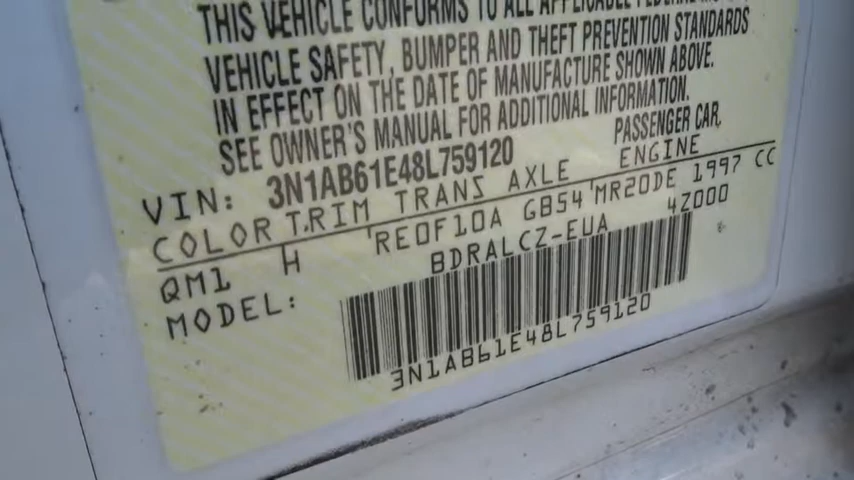 THIS VEHICLE CONFORMS TO ALL APPLICABLE FEDERAL
VEHICLE SAFETY, BUMPER AND THEFT PREVENTION STANDARDS
IN EFFECT ON THE DATE OF MANUFACTURE SHOWN ABOVE.
SEE OWNER'S MANUAL FOR ADDITIONAL INFORMATION.
VIN: 3N1AB61E48L759120 PASSENGER CAR
COLOR TRIM TRANS AXLE ENGINE
QM1 H RE0F10A GB54 MR20DE 1997 CC
MODEL: BDRALCZ-EUA 4Z000
3N1AB61E48L759120